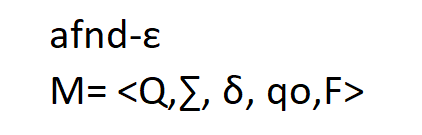 afnd-ε
M= <Q,∑, δ, qo,F>